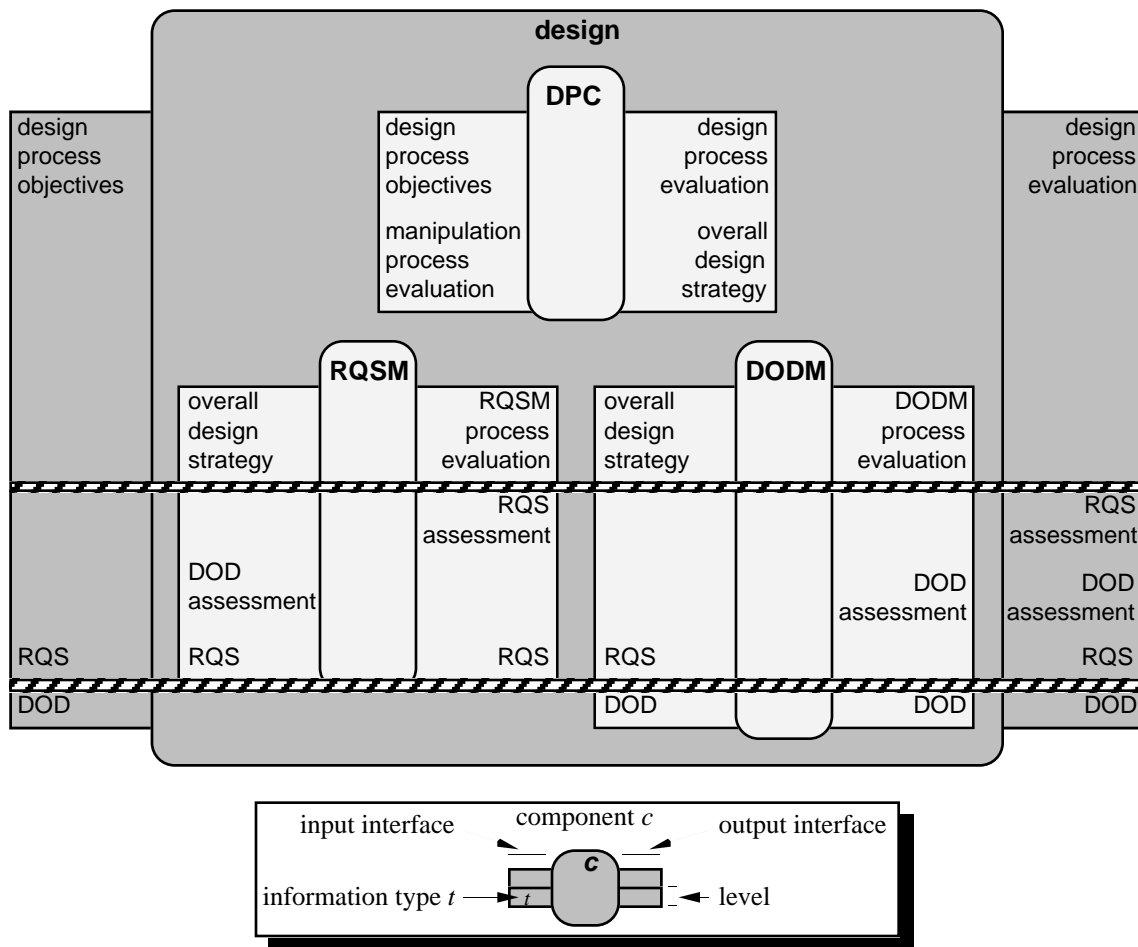 design
DPC
design
process
objectives
design
process
objectives
manipulation
process
evaluation
design
process
evaluation
overall
design
strategy
design
process
evaluation
RQSM
overall
design
strategy
RQSM
process
evaluation
DODM
overall
design
strategy
DODM
process
evaluation
RQS
assessment
DOD
assessment
DOD
assessment
RQS
assessment
DOD
assessment
RQS
RQS
RQS
RQS
RQS
DOD
DOD
DOD
DOD
input interface
component c
output interface
c
information type t
t
level